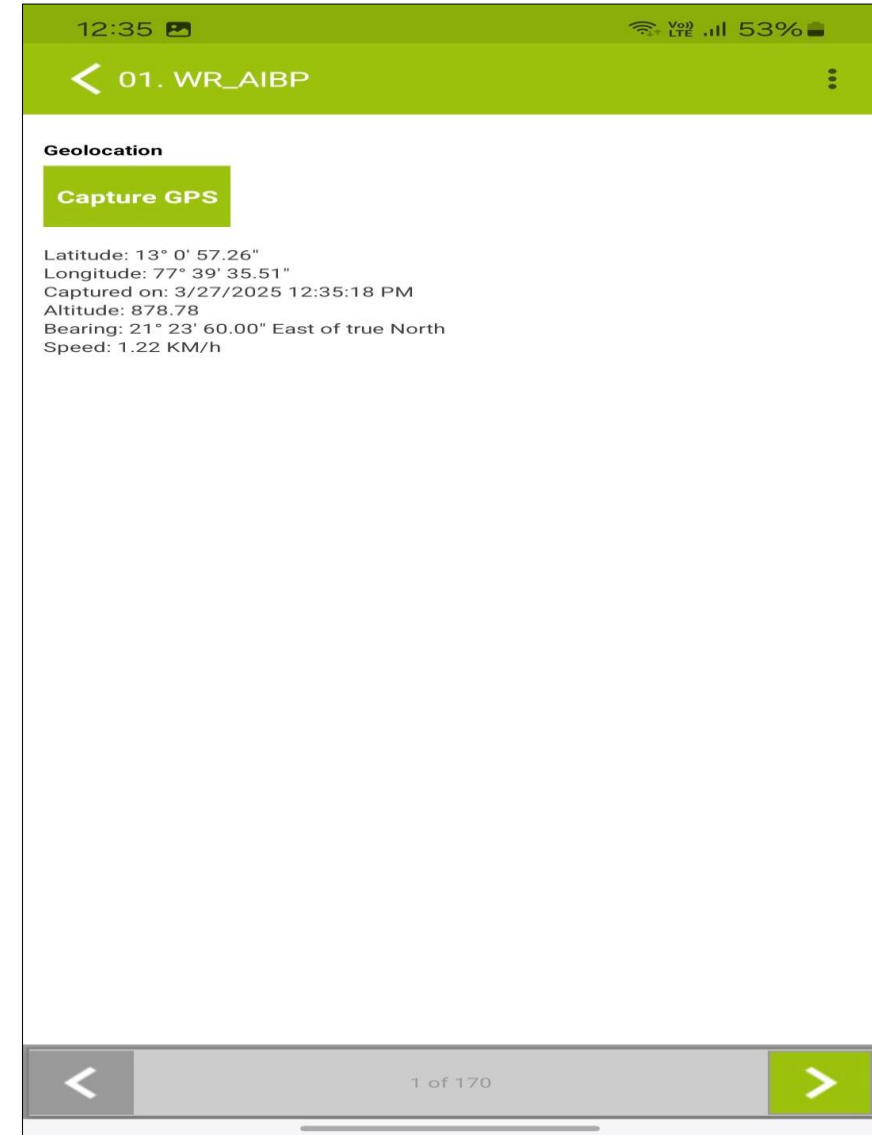 12:35 Vo)) LTE 53%
01. WR_AIBP
Geolocation
Capture GPS
Latitude: 13° 0' 57.26"
Longitude: 77° 39' 35.51"
Captured on: 3/27/2025 12:35:18 PM
Altitude: 878.78
Bearing: 21° 23' 60.00" East of true North
Speed: 1.22 KM/h
1 of 170